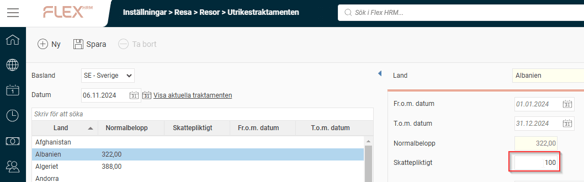 FLEX HRM
Inställningar > Resa > Resor > Utrikestraktamenten
Sök i Flex HRM...
Ny
Spara
Ta bort
Basland
SE - Sverige
Datum
06.11.2024
Visa aktuella traktamenten
Skriv för att söka
Land Normalbelopp Skattepliktigt Fr.o.m. datum T.o.m. datum
Afghanistan
Albanien 322,00
Algeriet 388,00
Andorra
Land
Albanien
Fr.o.m. datum
01.01.2024
T.o.m. datum
31.12.2024
Normalbelopp
322,00
Skattepliktigt
100